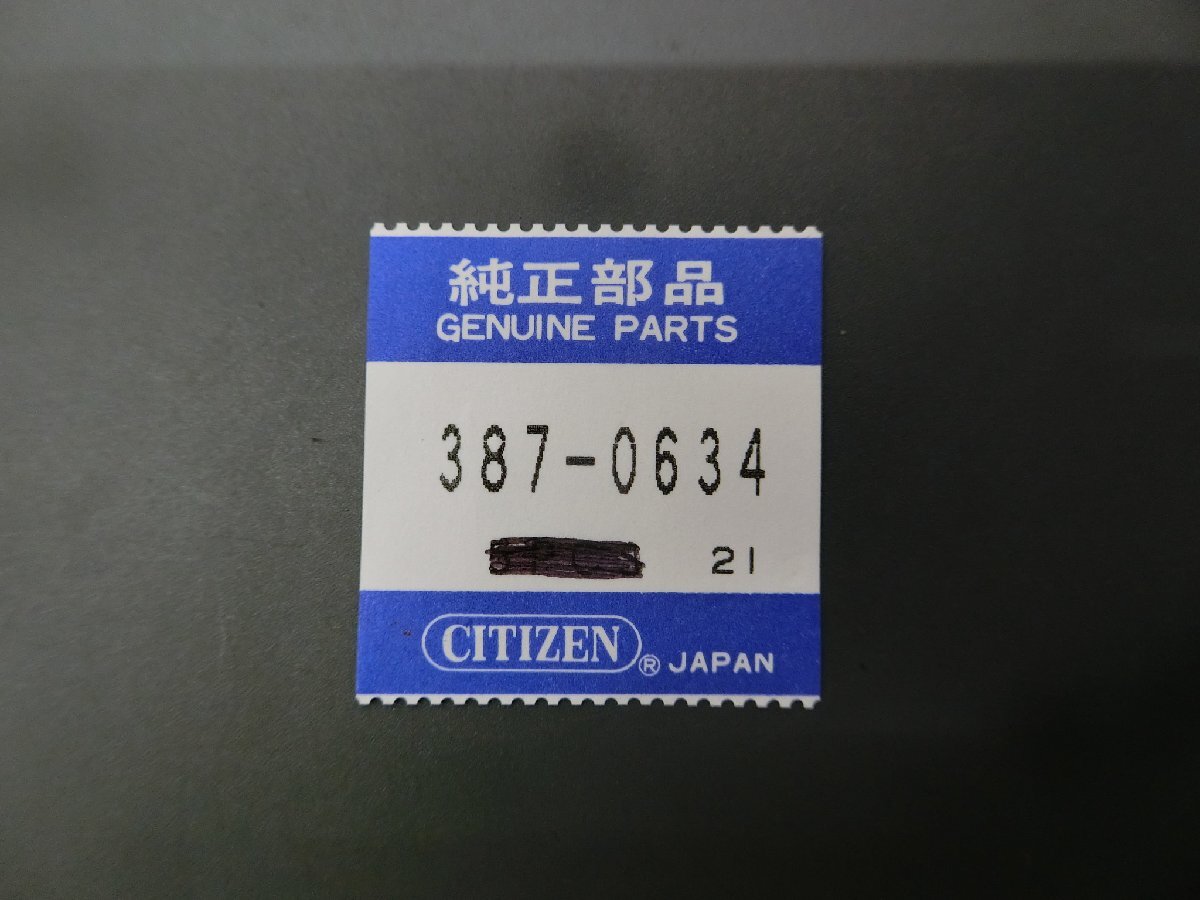 純正部品
GENUINE PARTS
387-0634
21
CITIZEN® JAPAN